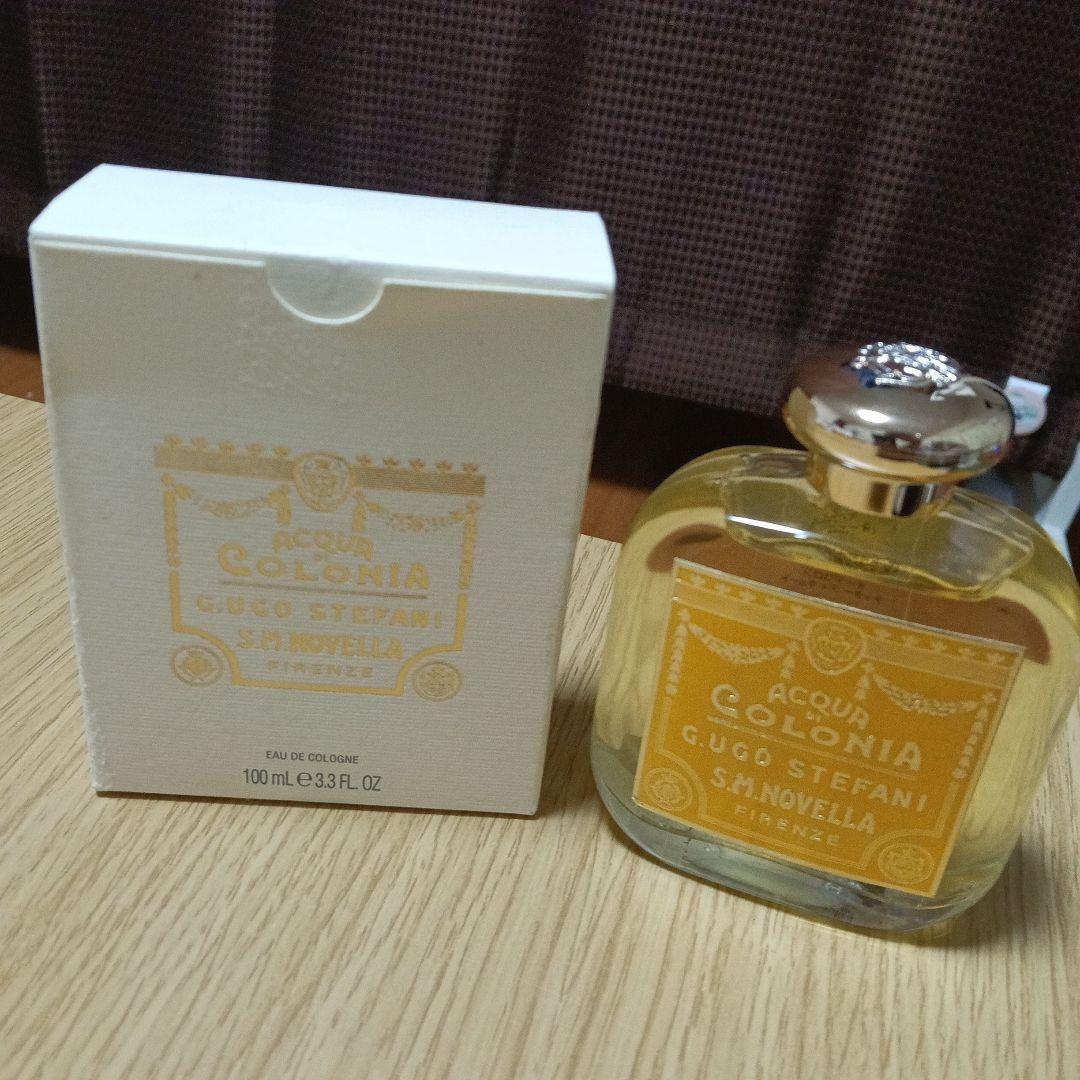 ACQUA
DI
COLONIA
G. UGO STEFANI
S.M. NOVELLA
FIRENZE
EAU DE COLOGNE
100 mL e 3.3 FL. OZ
ACQUA
DI
COLONIA
G. UGO STEFANI
S.M. NOVELLA
FIRENZE